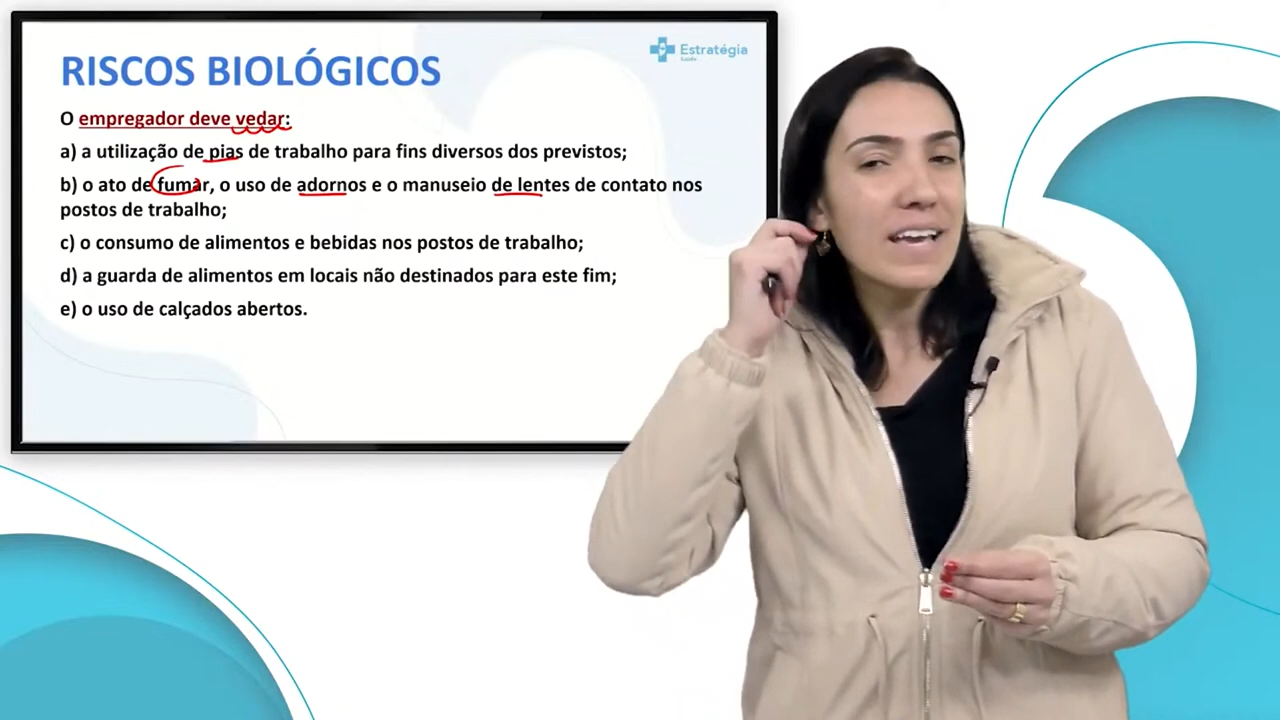 RISCOS BIOLÓGICOS
Estratégia
Saúde
O empregador deve vedar:
a) a utilização de pias de trabalho para fins diversos dos previstos;
b) o ato de fumar, o uso de adornos e o manuseio de lentes de contato nos
postos de trabalho;
c) o consumo de alimentos e bebidas nos postos de trabalho;
d) a guarda de alimentos em locais não destinados para este fim;
e) o uso de calçados abertos.